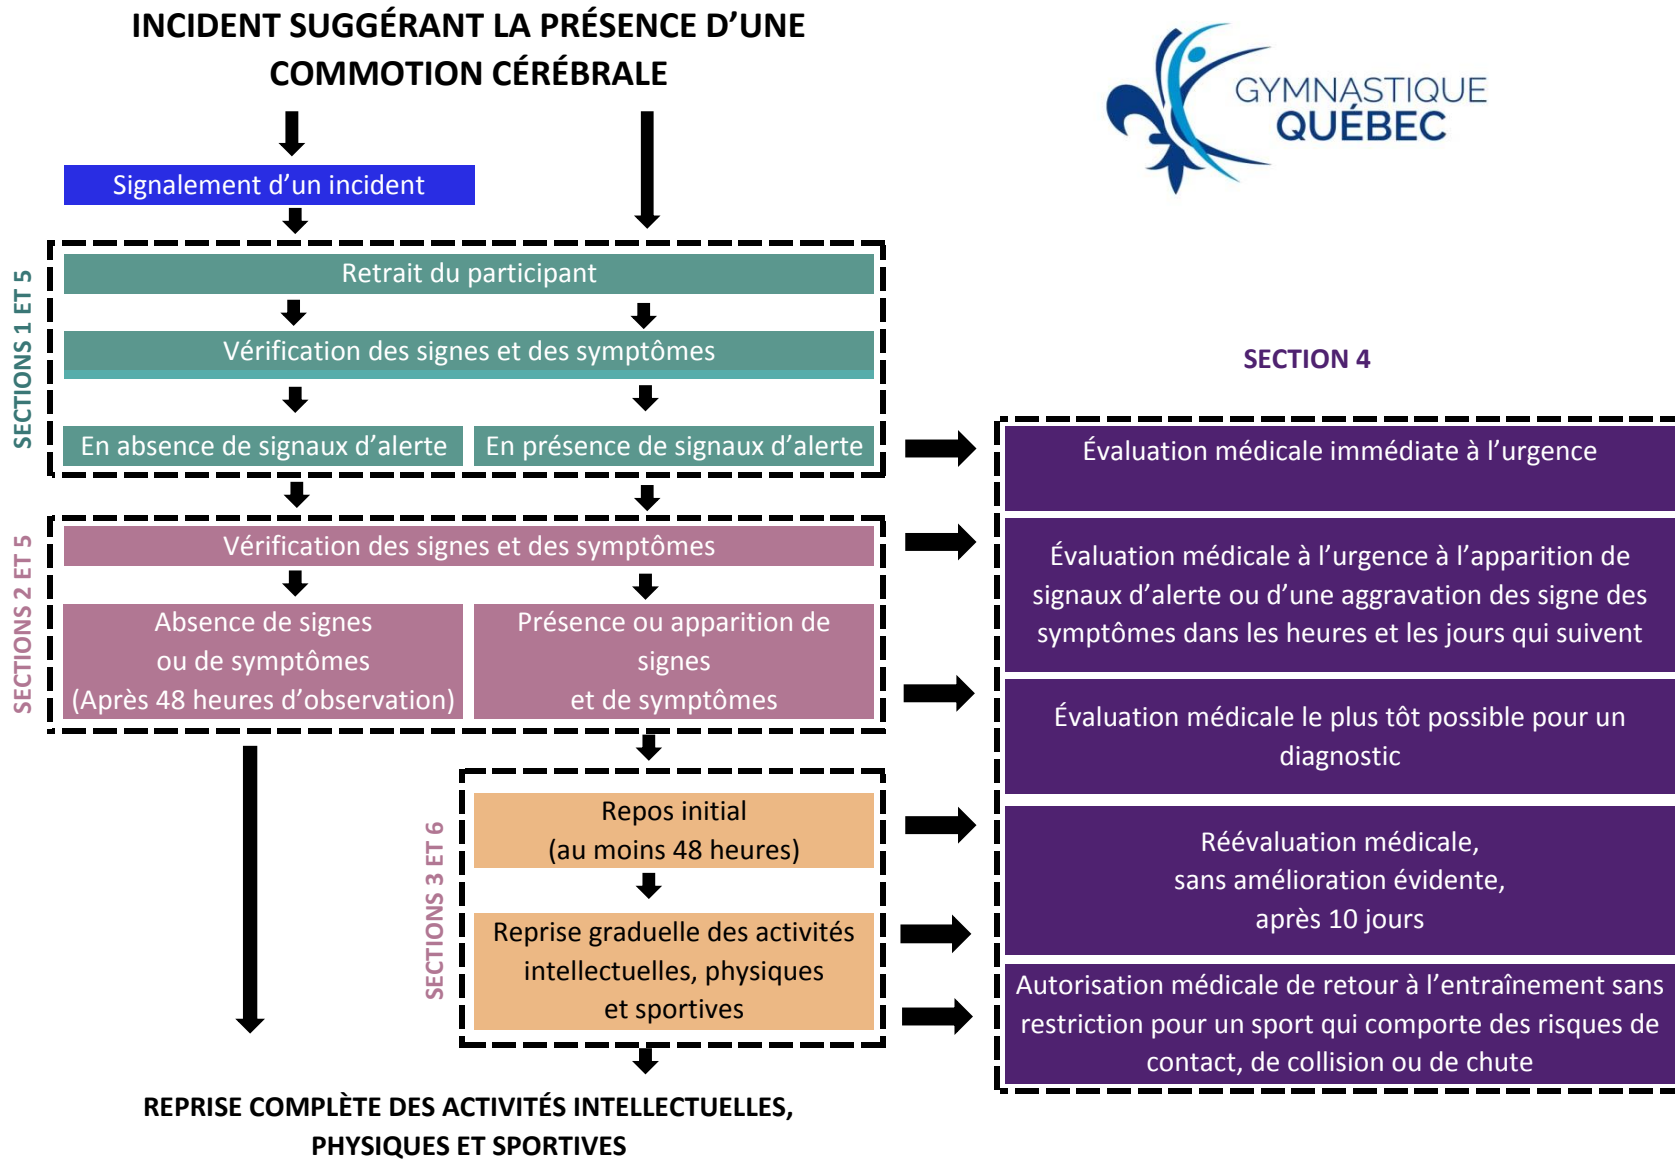 INCIDENT SUGGÉRANT LA PRÉSENCE D’UNE
COMMOTION CÉRÉBRALE
GYMNASTIQUE
QUÉBEC
Signalement d’un incident
SECTIONS 1 ET 5
Retrait du participant
Vérification des signes et des symptômes
En absence de signaux d’alerte
En présence de signaux d’alerte
SECTIONS 2 ET 5
Vérification des signes et des symptômes
Absence de signes
ou de symptômes
(Après 48 heures d’observation)
Présence ou apparition de
signes
et de symptômes
SECTIONS 3 ET 6
Repos initial
(au moins 48 heures)
Reprise graduelle des activités
intellectuelles, physiques
et sportives
REPRISE COMPLÈTE DES ACTIVITÉS INTELLECTUELLES,
PHYSIQUES ET SPORTIVES
SECTION 4
Évaluation médicale immédiate à l’urgence
Évaluation médicale à l’urgence à l’apparition de
signaux d’alerte ou d’une aggravation des signe des
symptômes dans les heures et les jours qui suivent
Évaluation médicale le plus tôt possible pour un
diagnostic
Réévaluation médicale,
sans amélioration évidente,
après 10 jours
Autorisation médicale de retour à l’entraînement sans
restriction pour un sport qui comporte des risques de
contact, de collision ou de chute